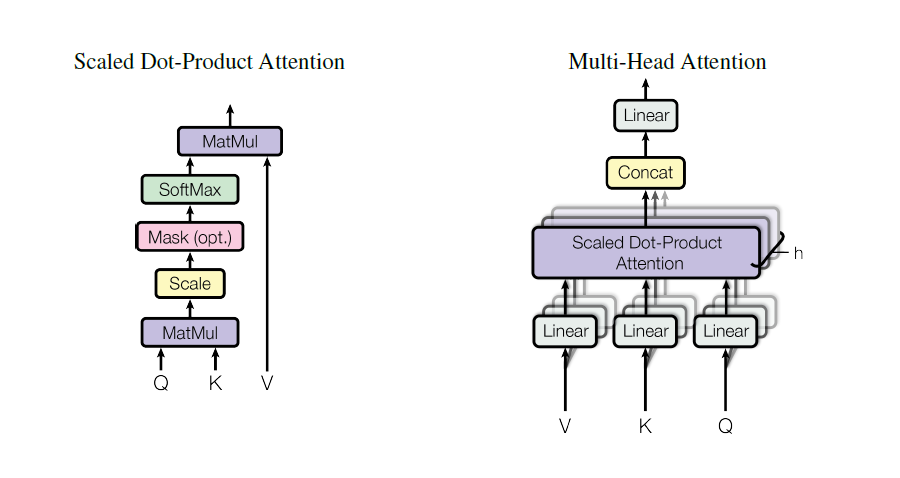 Scaled Dot-Product Attention
MatMul
SoftMax
Mask (opt.)
Scale
MatMul
Q K V
Multi-Head Attention
Linear
Concat
Scaled Dot-Product
Attention
h
Linear Linear Linear
V K Q